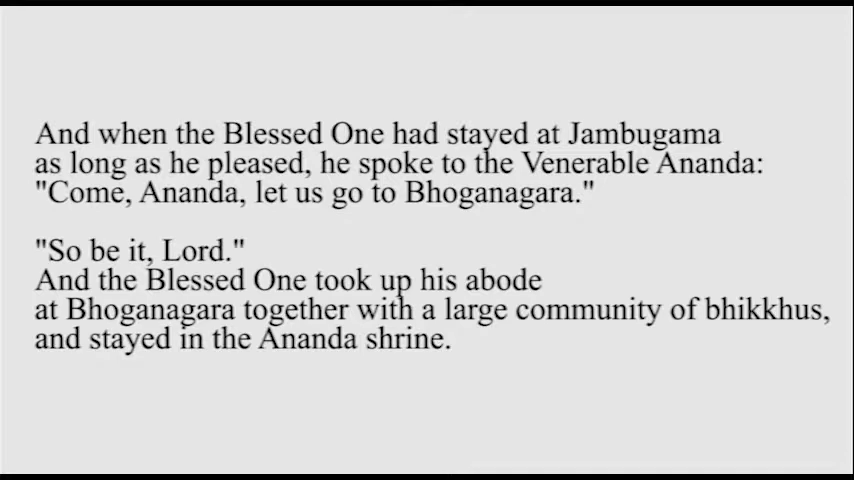 And when the Blessed One had stayed at Jambugama
as long as he pleased, he spoke to the Venerable Ananda:
"Come, Ananda, let us go to Bhoganagara."
"So be it, Lord."
And the Blessed One took up his abode
at Bhoganagara together with a large community of bhikkhus,
and stayed in the Ananda shrine.